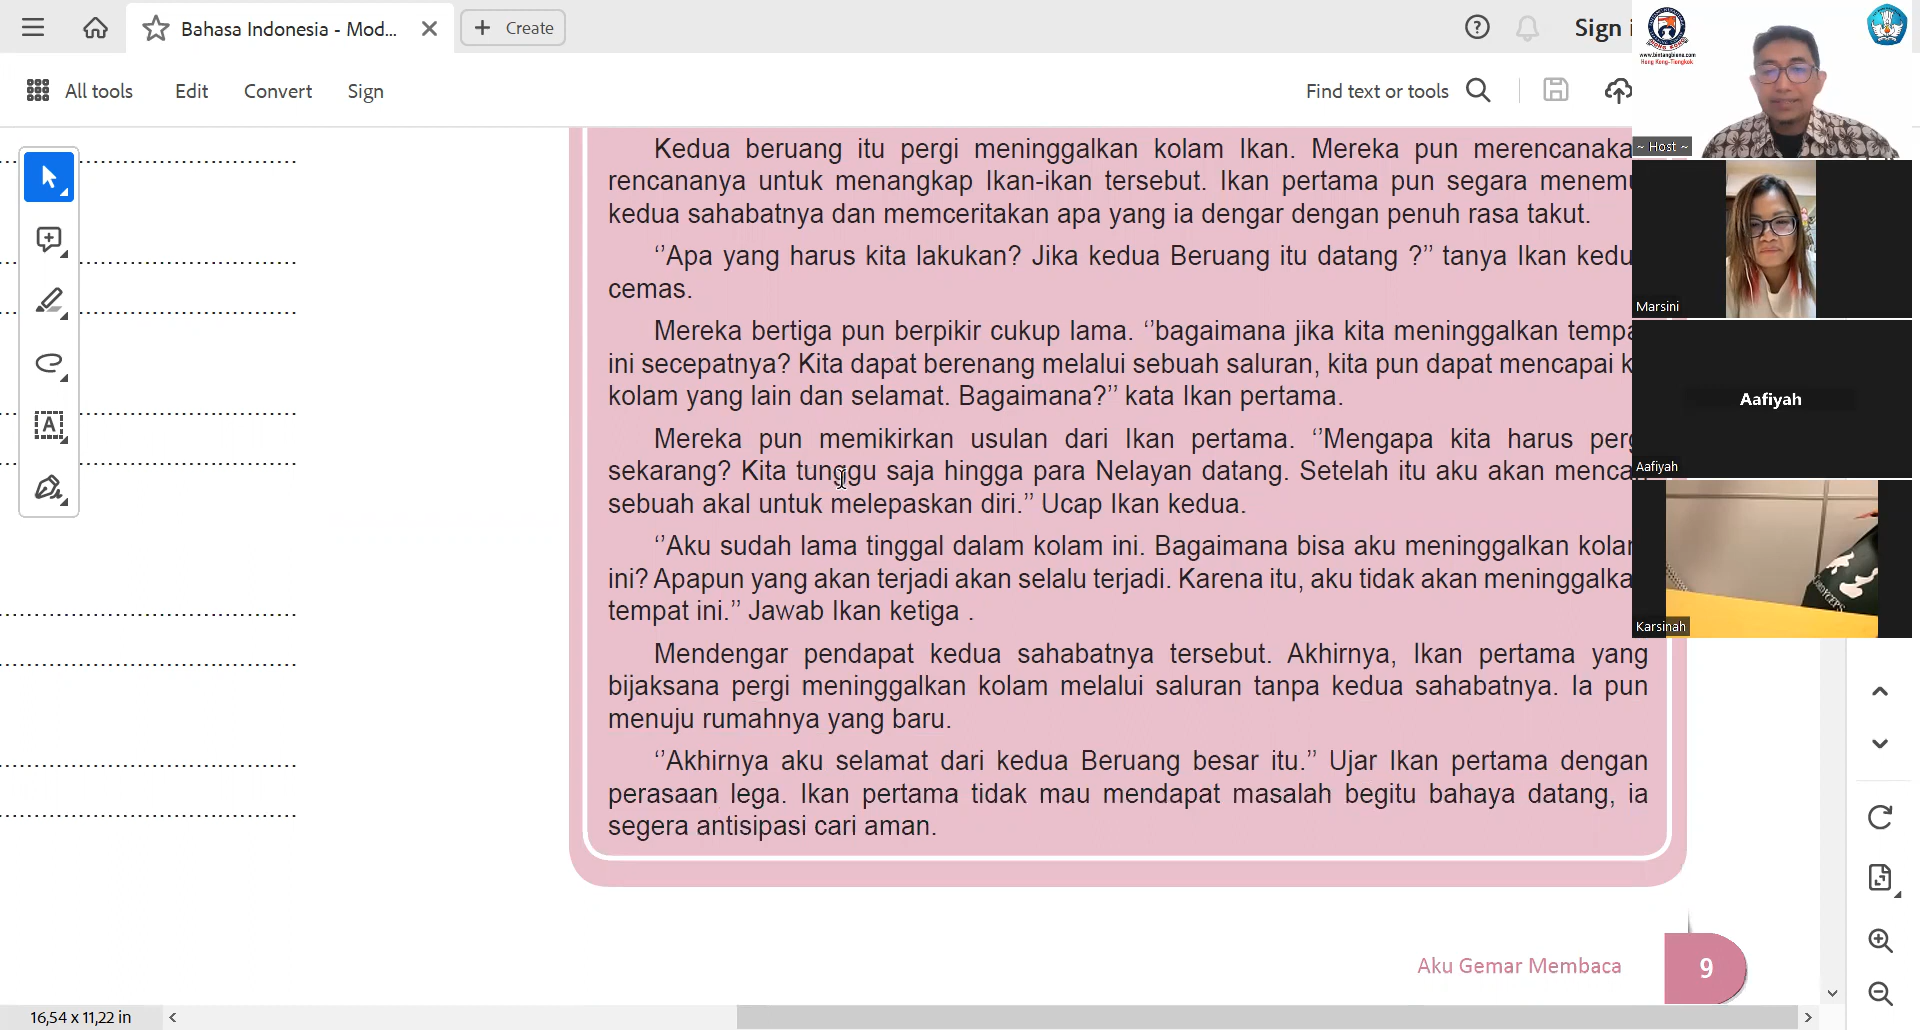 Bahasa Indonesia - Mod...
Create
Sign i
www.bintangbiana.com
Hong Kong-Tiongkok
All tools
Edit
Convert
Sign
Find text or tools
~ Host ~
Kedua beruang itu pergi meninggalkan kolam Ikan. Mereka pun merencanaka
rencananya untuk menangkap Ikan-ikan tersebut. Ikan pertama pun segara menemu
kedua sahabatnya dan memceritakan apa yang ia dengar dengan penuh rasa takut.
‘’Apa yang harus kita lakukan? Jika kedua Beruang itu datang ?’’ tanya Ikan kedu
cemas.
Mereka bertiga pun berpikir cukup lama. ‘’bagaimana jika kita meninggalkan tempa
ini secepatnya? Kita dapat berenang melalui sebuah saluran, kita pun dapat mencapai k
kolam yang lain dan selamat. Bagaimana?’’ kata Ikan pertama.
Mereka pun memikirkan usulan dari Ikan pertama. ‘’Mengapa kita harus perg
sekarang? Kita tunggu saja hingga para Nelayan datang. Setelah itu aku akan menca
sebuah akal untuk melepaskan diri.’’ Ucap Ikan kedua.
‘’Aku sudah lama tinggal dalam kolam ini. Bagaimana bisa aku meninggalkan kolam
ini? Apapun yang akan terjadi akan selalu terjadi. Karena itu, aku tidak akan meninggalka
tempat ini.’’ Jawab Ikan ketiga .
Mendengar pendapat kedua sahabatnya tersebut. Akhirnya, Ikan pertama yang
bijaksana pergi meninggalkan kolam melalui saluran tanpa kedua sahabatnya. Ia pun
menuju rumahnya yang baru.
‘’Akhirnya aku selamat dari kedua Beruang besar itu.’’ Ujar Ikan pertama dengan
perasaan lega. Ikan pertama tidak mau mendapat masalah begitu bahaya datang, ia
segera antisipasi cari aman.
Marsini
Aafiyah
Aafiyah
Karsinah
Aku Gemar Membaca
9
16,54 x 11,22 in